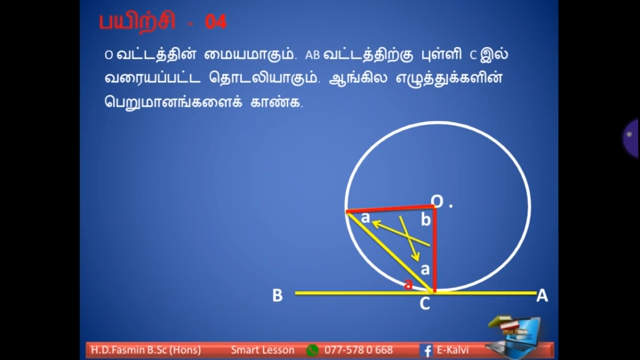 பயிற்சி - 04
O வட்டத்தின் மையமாகும். AB வட்டத்திற்கு புள்ளி C இல்
வரையப்பட்ட தொடலியாகும். ஆங்கில எழுத்துக்களின்
பெறுமானங்களைக் காண்க.
O .
a b
a
a
B A
C
H.D.Fasmin B.Sc (Hons) Smart Lesson 077-578 0 668 f E-Kalvi